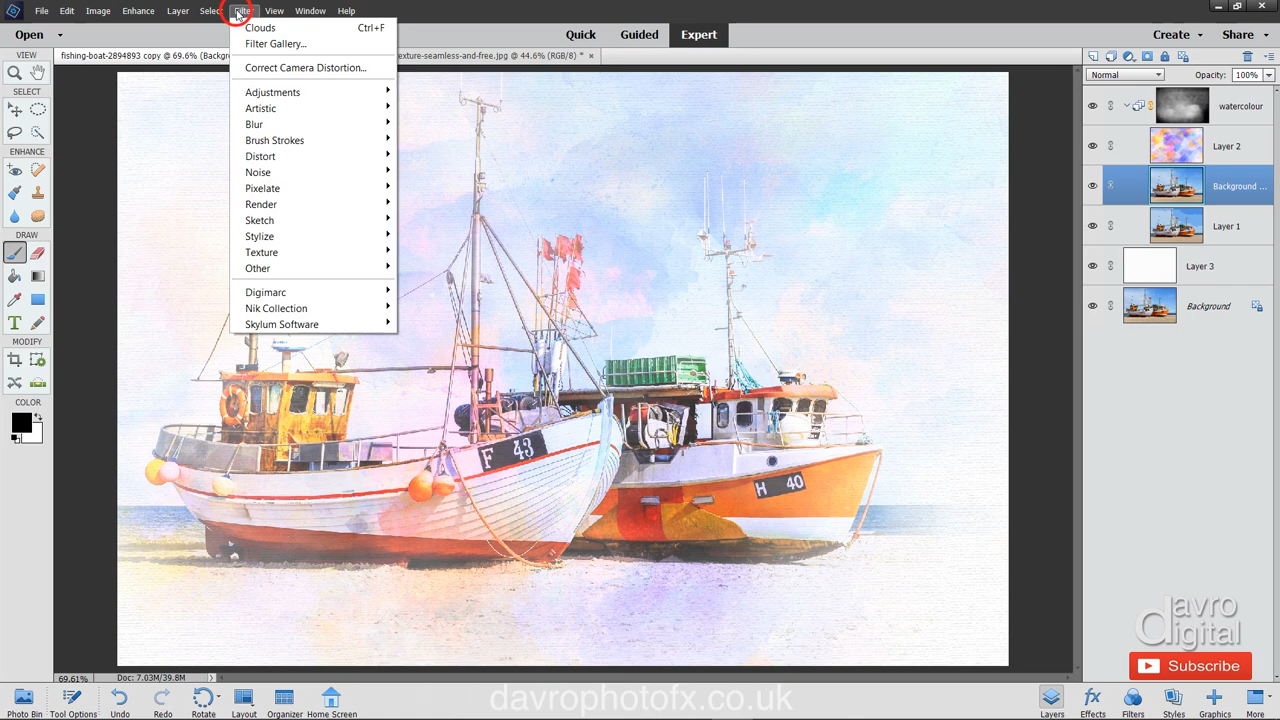 File Edit Image Enhance Layer Select Filter View Window Help
Open Quick Guided Expert Create Share
fishing-boat-2894893 copy @ 69.6% (Backg
exture-seamless-and-free.jpg @ 44.6% (RGB/8) * ×
VIEW
SELECT
ENHANCE
DRAW
MODIFY
COLOR
Clouds Ctrl+F
Filter Gallery...
Correct Camera Distortion...
Adjustments
Artistic
Blur
Brush Strokes
Distort
Noise
Pixelate
Render
Sketch
Stylize
Texture
Other
Digimarc
Nik Collection
Skylum Software
F 43
H 40
Normal Opacity: 100%
watercolour
Layer 2
Background ...
Layer 1
Layer 3
Background
davro
digital
Subscribe
69.61% Doc: 7.03M/39.8M
Photo Bin Tool Options Undo Redo Rotate Layout Organizer Home Screen
davrophotofx.co.uk
Layers Effects Filters Styles Graphics More